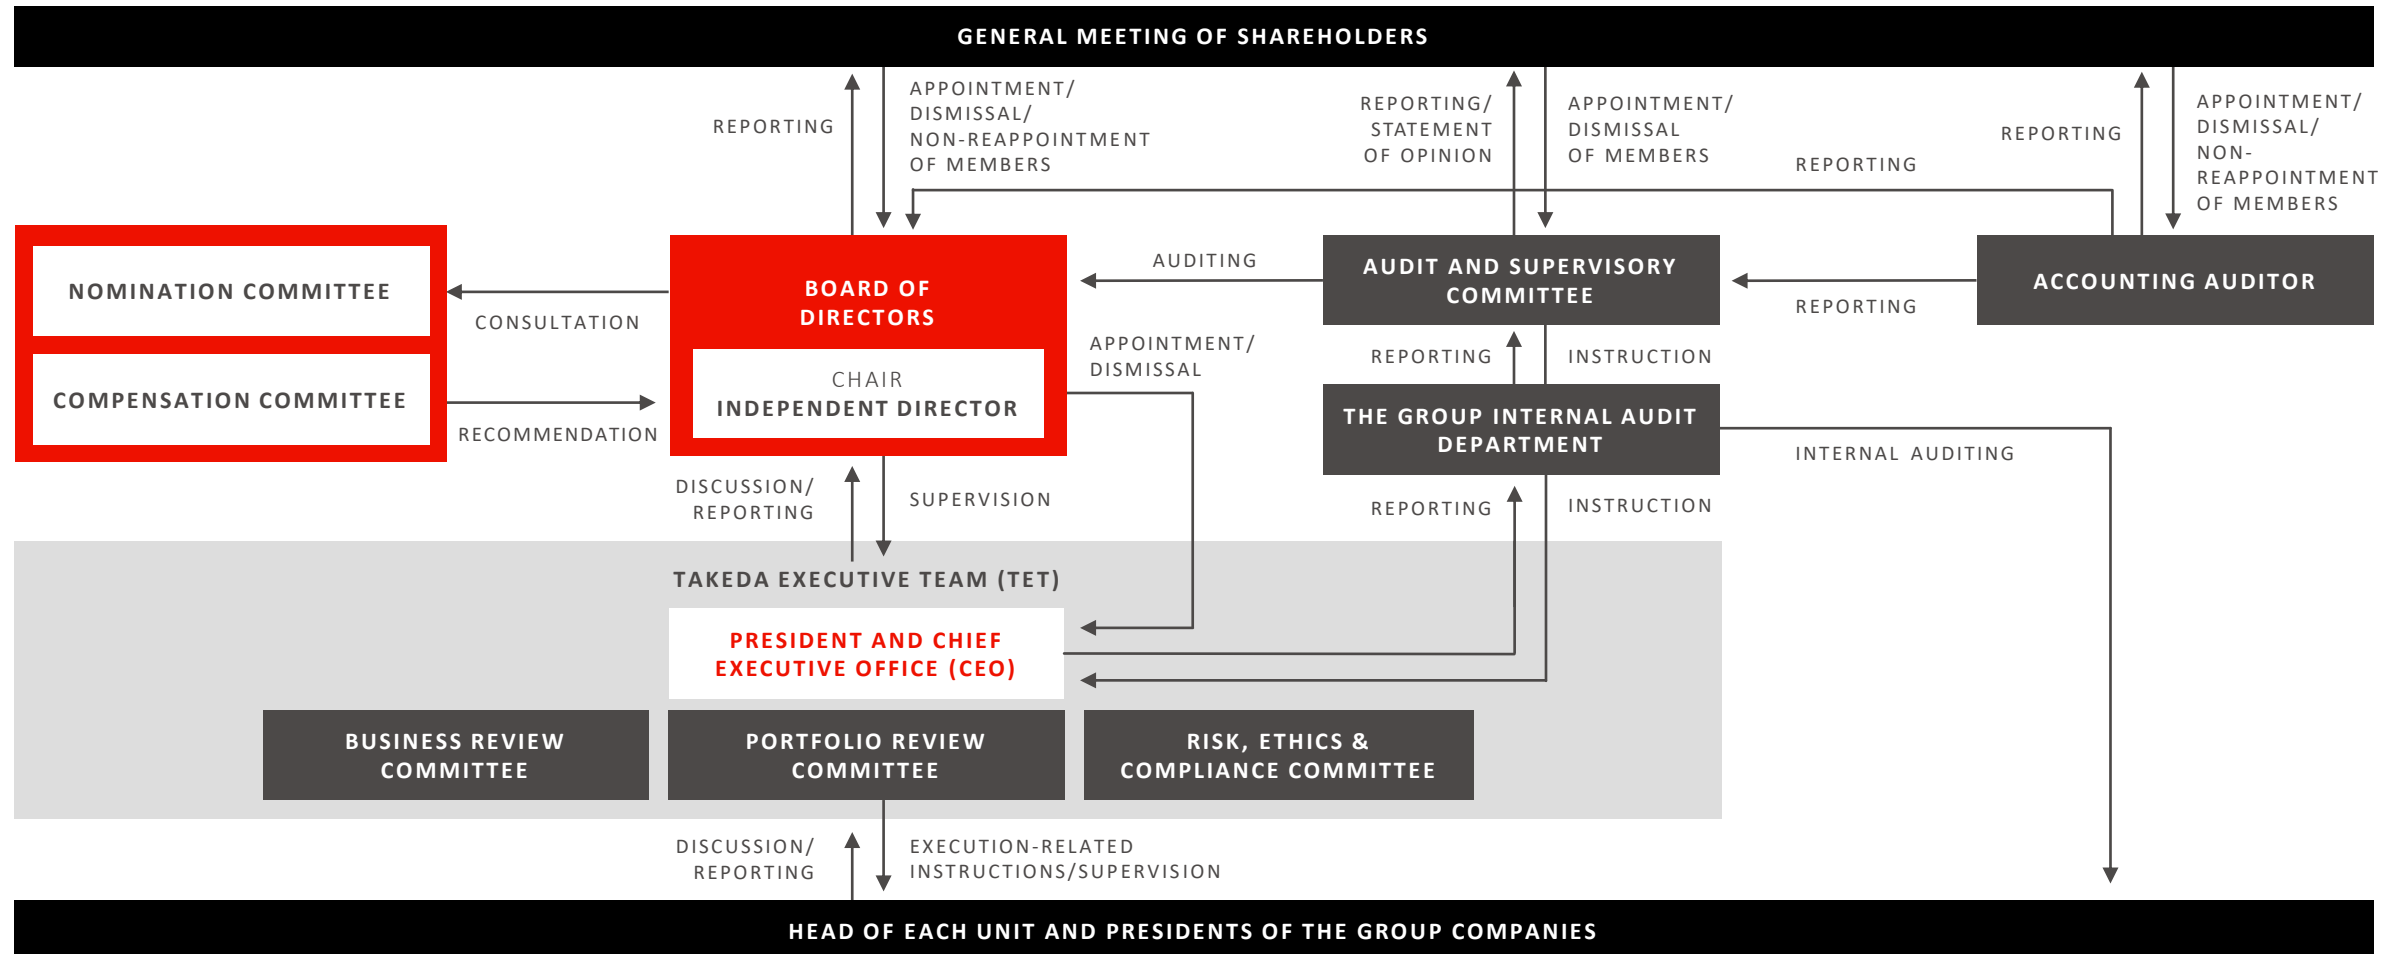 GENERAL MEETING OF SHAREHOLDERS
REPORTING
APPOINTMENT/
DISMISSAL/
NON-REAPPOINTMENT
OF MEMBERS
REPORTING/
STATEMENT
OF OPINION
APPOINTMENT/
DISMISSAL
OF MEMBERS
REPORTING
REPORTING
APPOINTMENT/
DISMISSAL/
NON-
REAPPOINTMENT
OF MEMBERS
NOMINATION COMMITTEE
CONSULTATION
COMPENSATION COMMITTEE
RECOMMENDATION
BOARD OF
DIRECTORS
CHAIR
INDEPENDENT DIRECTOR
AUDITING
APPOINTMENT/
DISMISSAL
AUDIT AND SUPERVISORY
COMMITTEE
REPORTING
ACCOUNTING AUDITOR
REPORTING
INSTRUCTION
THE GROUP INTERNAL AUDIT
DEPARTMENT
INTERNAL AUDITING
DISCUSSION/
REPORTING
SUPERVISION
REPORTING
INSTRUCTION
TAKEDA EXECUTIVE TEAM (TET)
PRESIDENT AND CHIEF
EXECUTIVE OFFICE (CEO)
BUSINESS REVIEW
COMMITTEE
PORTFOLIO REVIEW
COMMITTEE
RISK, ETHICS &
COMPLIANCE COMMITTEE
DISCUSSION/
REPORTING
EXECUTION-RELATED
INSTRUCTIONS/SUPERVISION
HEAD OF EACH UNIT AND PRESIDENTS OF THE GROUP COMPANIES